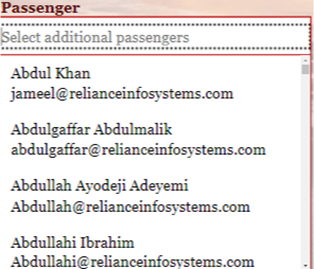 Passenger
Select additional passengers
Abdul Khan
jameel@relianceinfosystems.com
Abdulgaffar Abdulmalik
abdulgaffar@relianceinfosystems.com
Abdullah Ayodeji Adeyemi
Abdullah@relianceinfosystems.com
Abdullahi Ibrahim
Abdullahi@relianceinfosystems.com